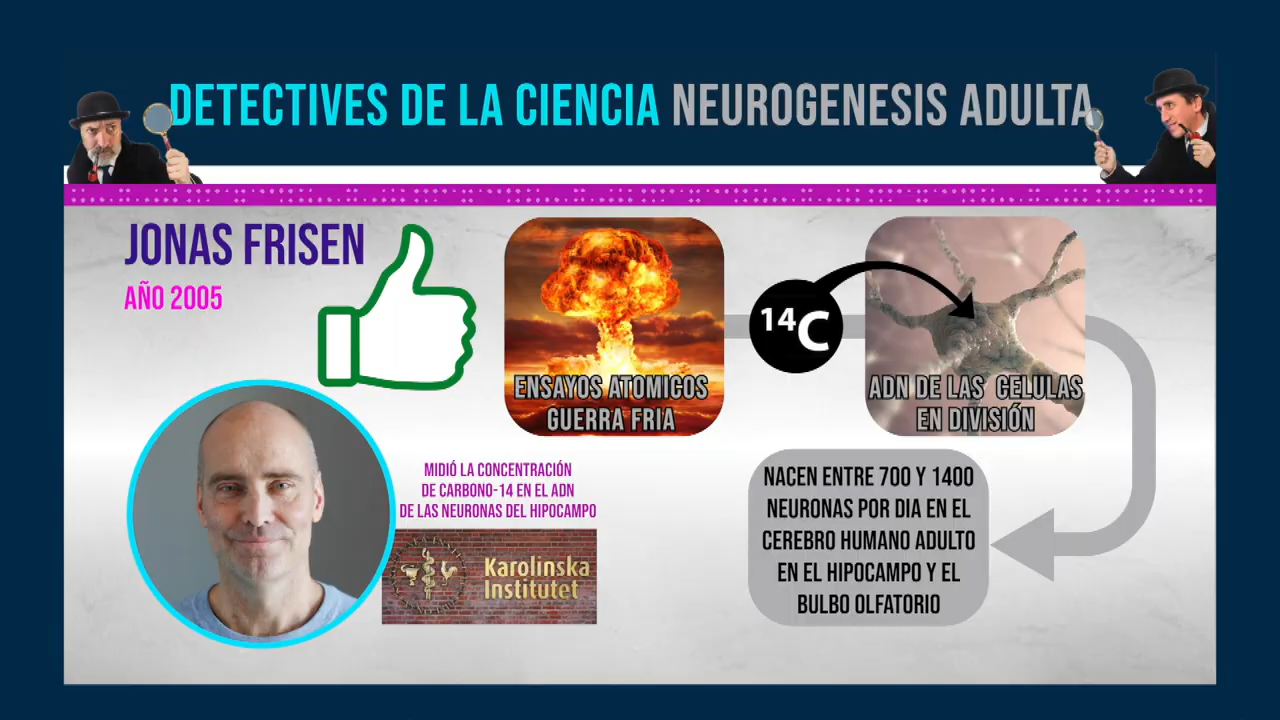 DETECTIVES DE LA CIENCIA NEUROGENESIS ADULTA
JONAS FRISEN
AÑO 2005
ENSAYOS ATOMICOS
GUERRA FRIA
14C
ADN DE LAS CELULAS
EN DIVISIÓN
MIDIÓ LA CONCENTRACIÓN
DE CARBONO-14 EN EL ADN
DE LAS NEURONAS DEL HIPOCAMPO
Karolinska
Institutet
NACEN ENTRE 700 Y 1400
NEURONAS POR DIA EN EL
CEREBRO HUMANO ADULTO
EN EL HIPOCAMPO Y EL
BULBO OLFATORIO